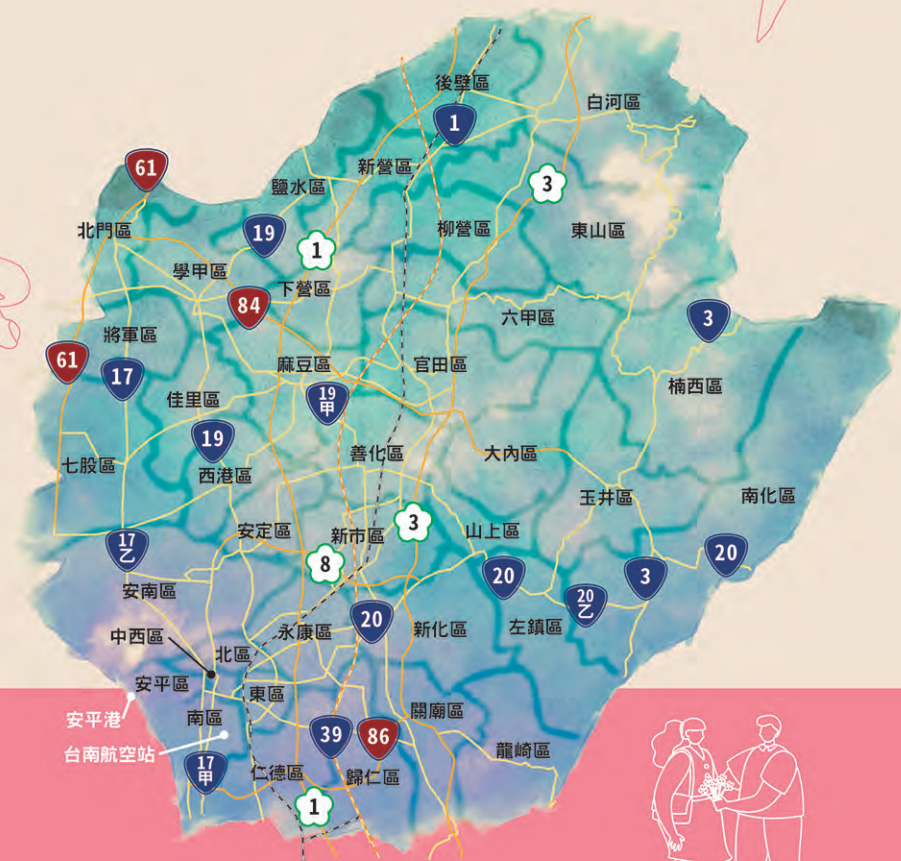 後壁區
白河區
1
61
新營區
3
鹽水區
北門區
19
1
柳營區
東山區
學甲區
下營區
84
六甲區
3
將軍區
61
17
麻豆區
官田區
楠西區
佳里區
19甲
19
善化區
大內區
七股區
西港區
玉井區
南化區
3
安定區
新市區
山上區
17乙
8
20
3
20
安南區
20乙
20
中西區
永康區
新化區
左鎮區
北區
安平區
東區
安平港
南區
關廟區
39
86
台南航空站
龍崎區
17甲
仁德區
歸仁區
1